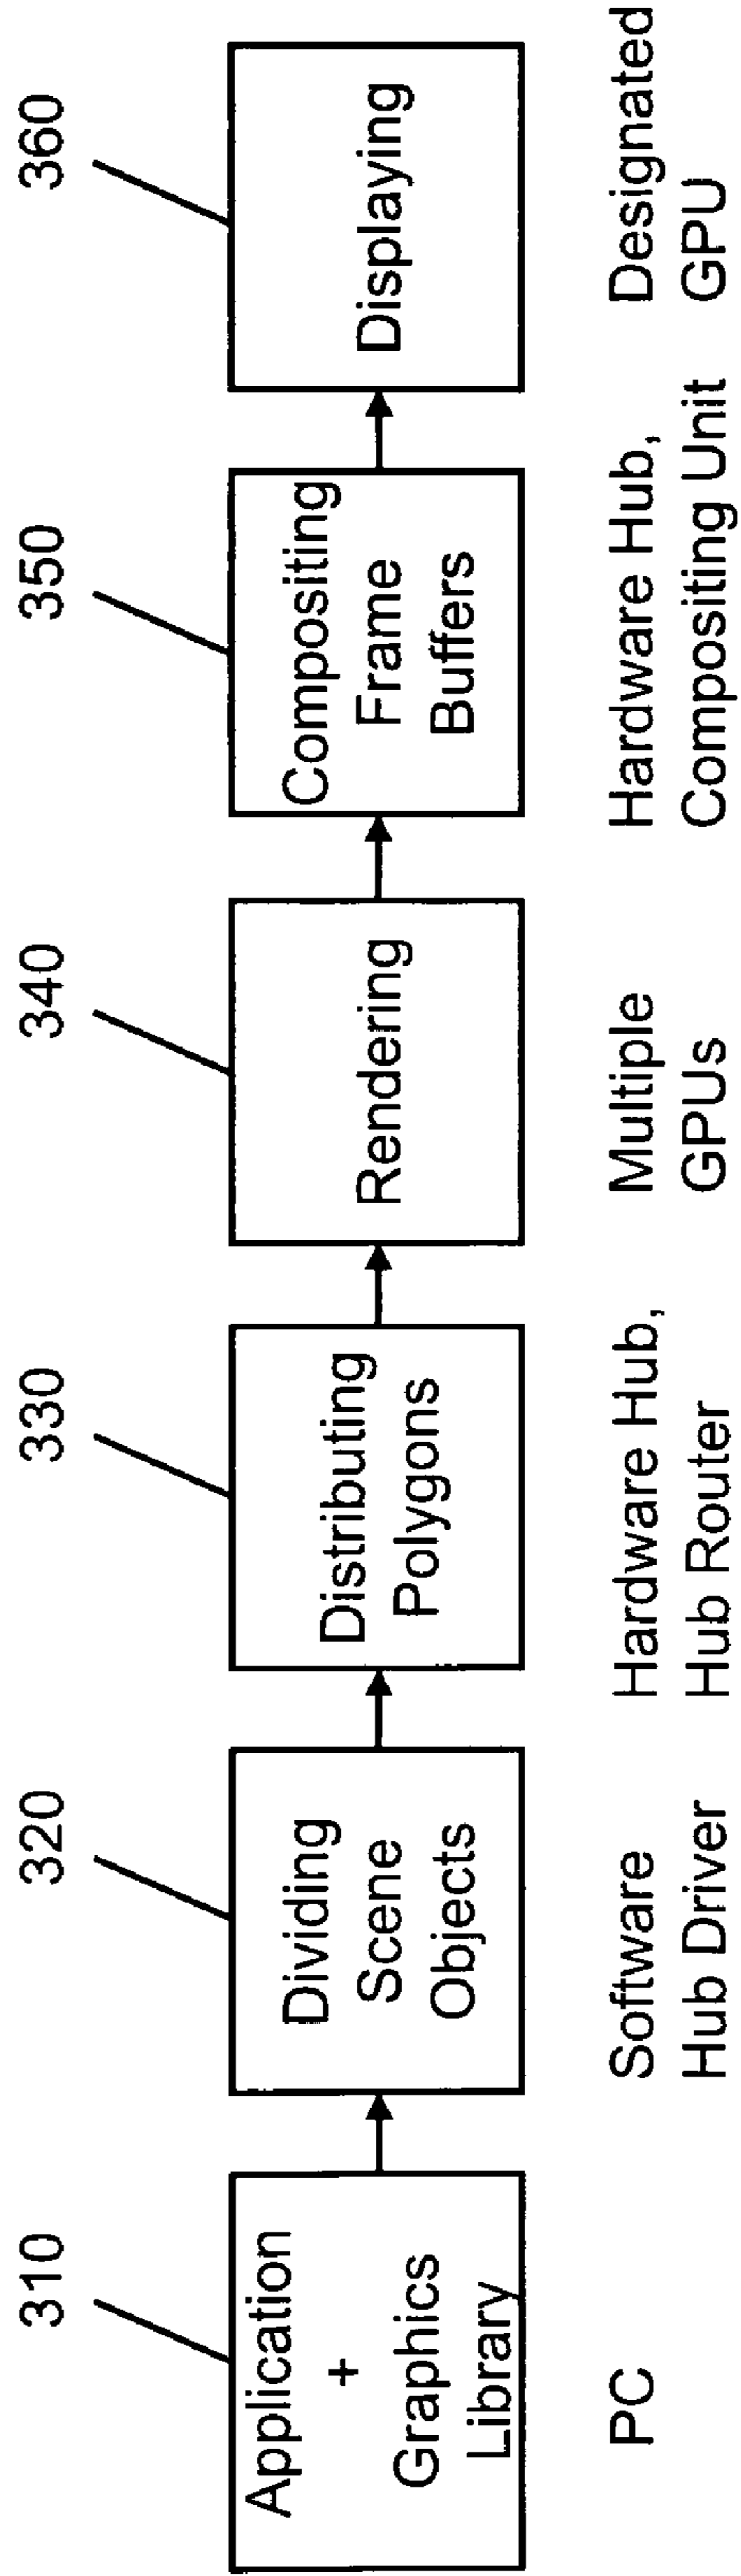 310
320
330
340
350
360
Application
+
Graphics
Library
Dividing
Scene
Objects
Distributing
Polygons
Rendering
Compositing
Frame
Buffers
Displaying
PC
Software
Hub Driver
Hardware Hub,
Hub Router
Multiple
GPUs
Hardware Hub,
Compositing Unit
Designated
GPU